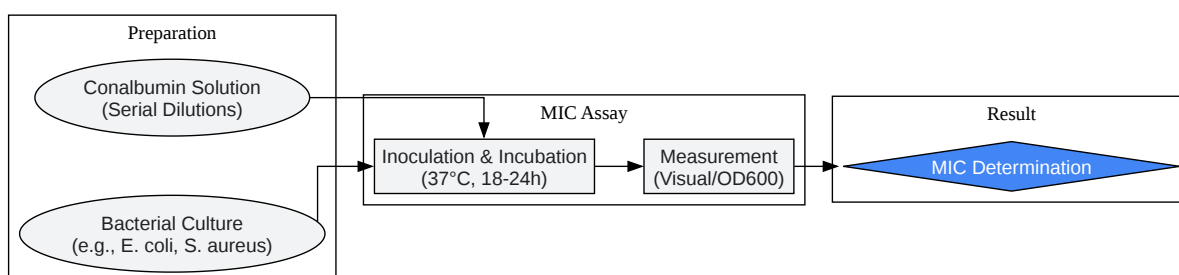 Preparation
Conalbumin Solution
(Serial Dilutions)
Bacterial Culture
(e.g., E. coli, S. aureus)
MIC Assay
Inoculation & Incubation
(37°C, 18-24h)
Measurement
(Visual/OD600)
Result
MIC Determination